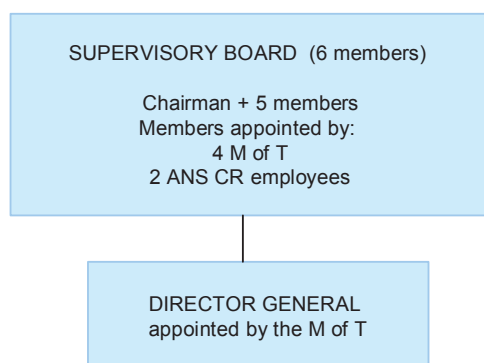 SUPERVISORY BOARD (6 members)
Chairman + 5 members
Members appointed by:
4 M of T
2 ANS CR employees
DIRECTOR GENERAL
appointed by the M of T